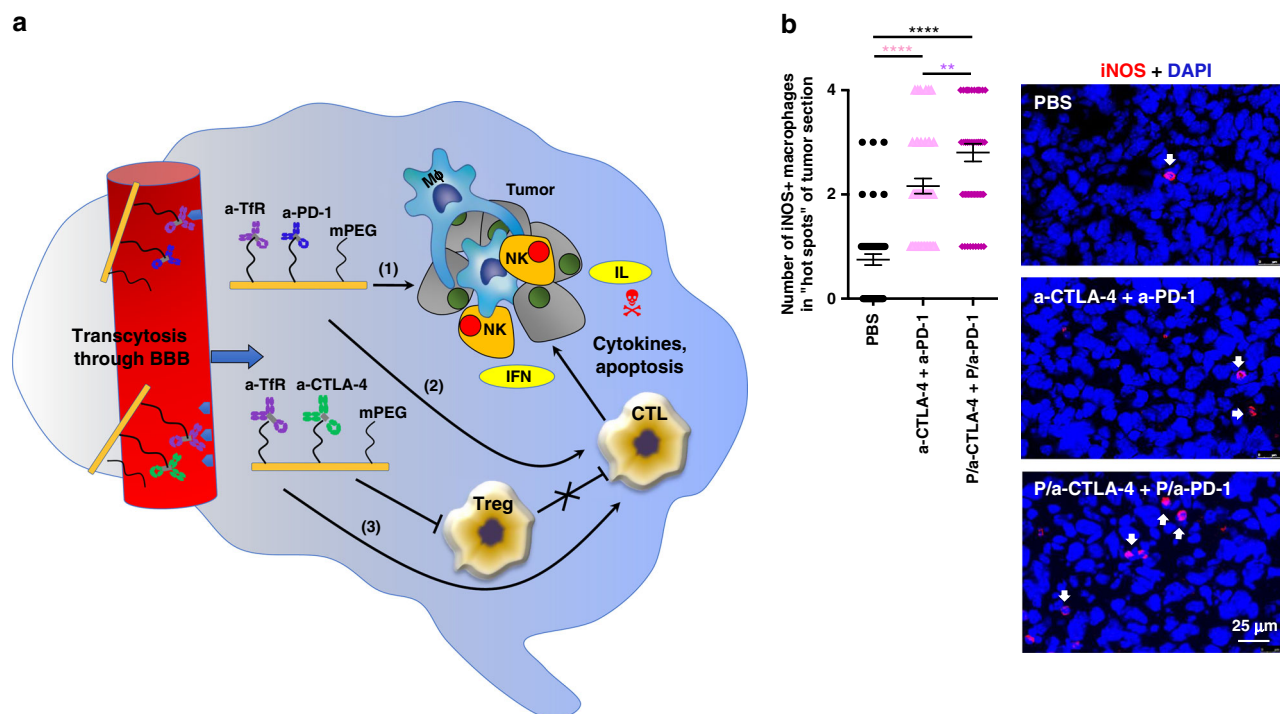 a
Transcytosis
through BBB
a-TfR
a-PD-1
mPEG
(1)
Mϕ
Tumor
NK
NK
IL
IFN
Cytokines,
apoptosis
(2)
CTL
a-TfR
a-CTLA-4
mPEG
Treg
(3)
b
****
****
**
Number of iNOS+ macrophages
in "hot spots" of tumor section
4
2
0
PBS
a-CTLA-4 + a-PD-1
P/a-CTLA-4 + P/a-PD-1
iNOS + DAPI
PBS
a-CTLA-4 + a-PD-1
P/a-CTLA-4 + P/a-PD-1
25 μm